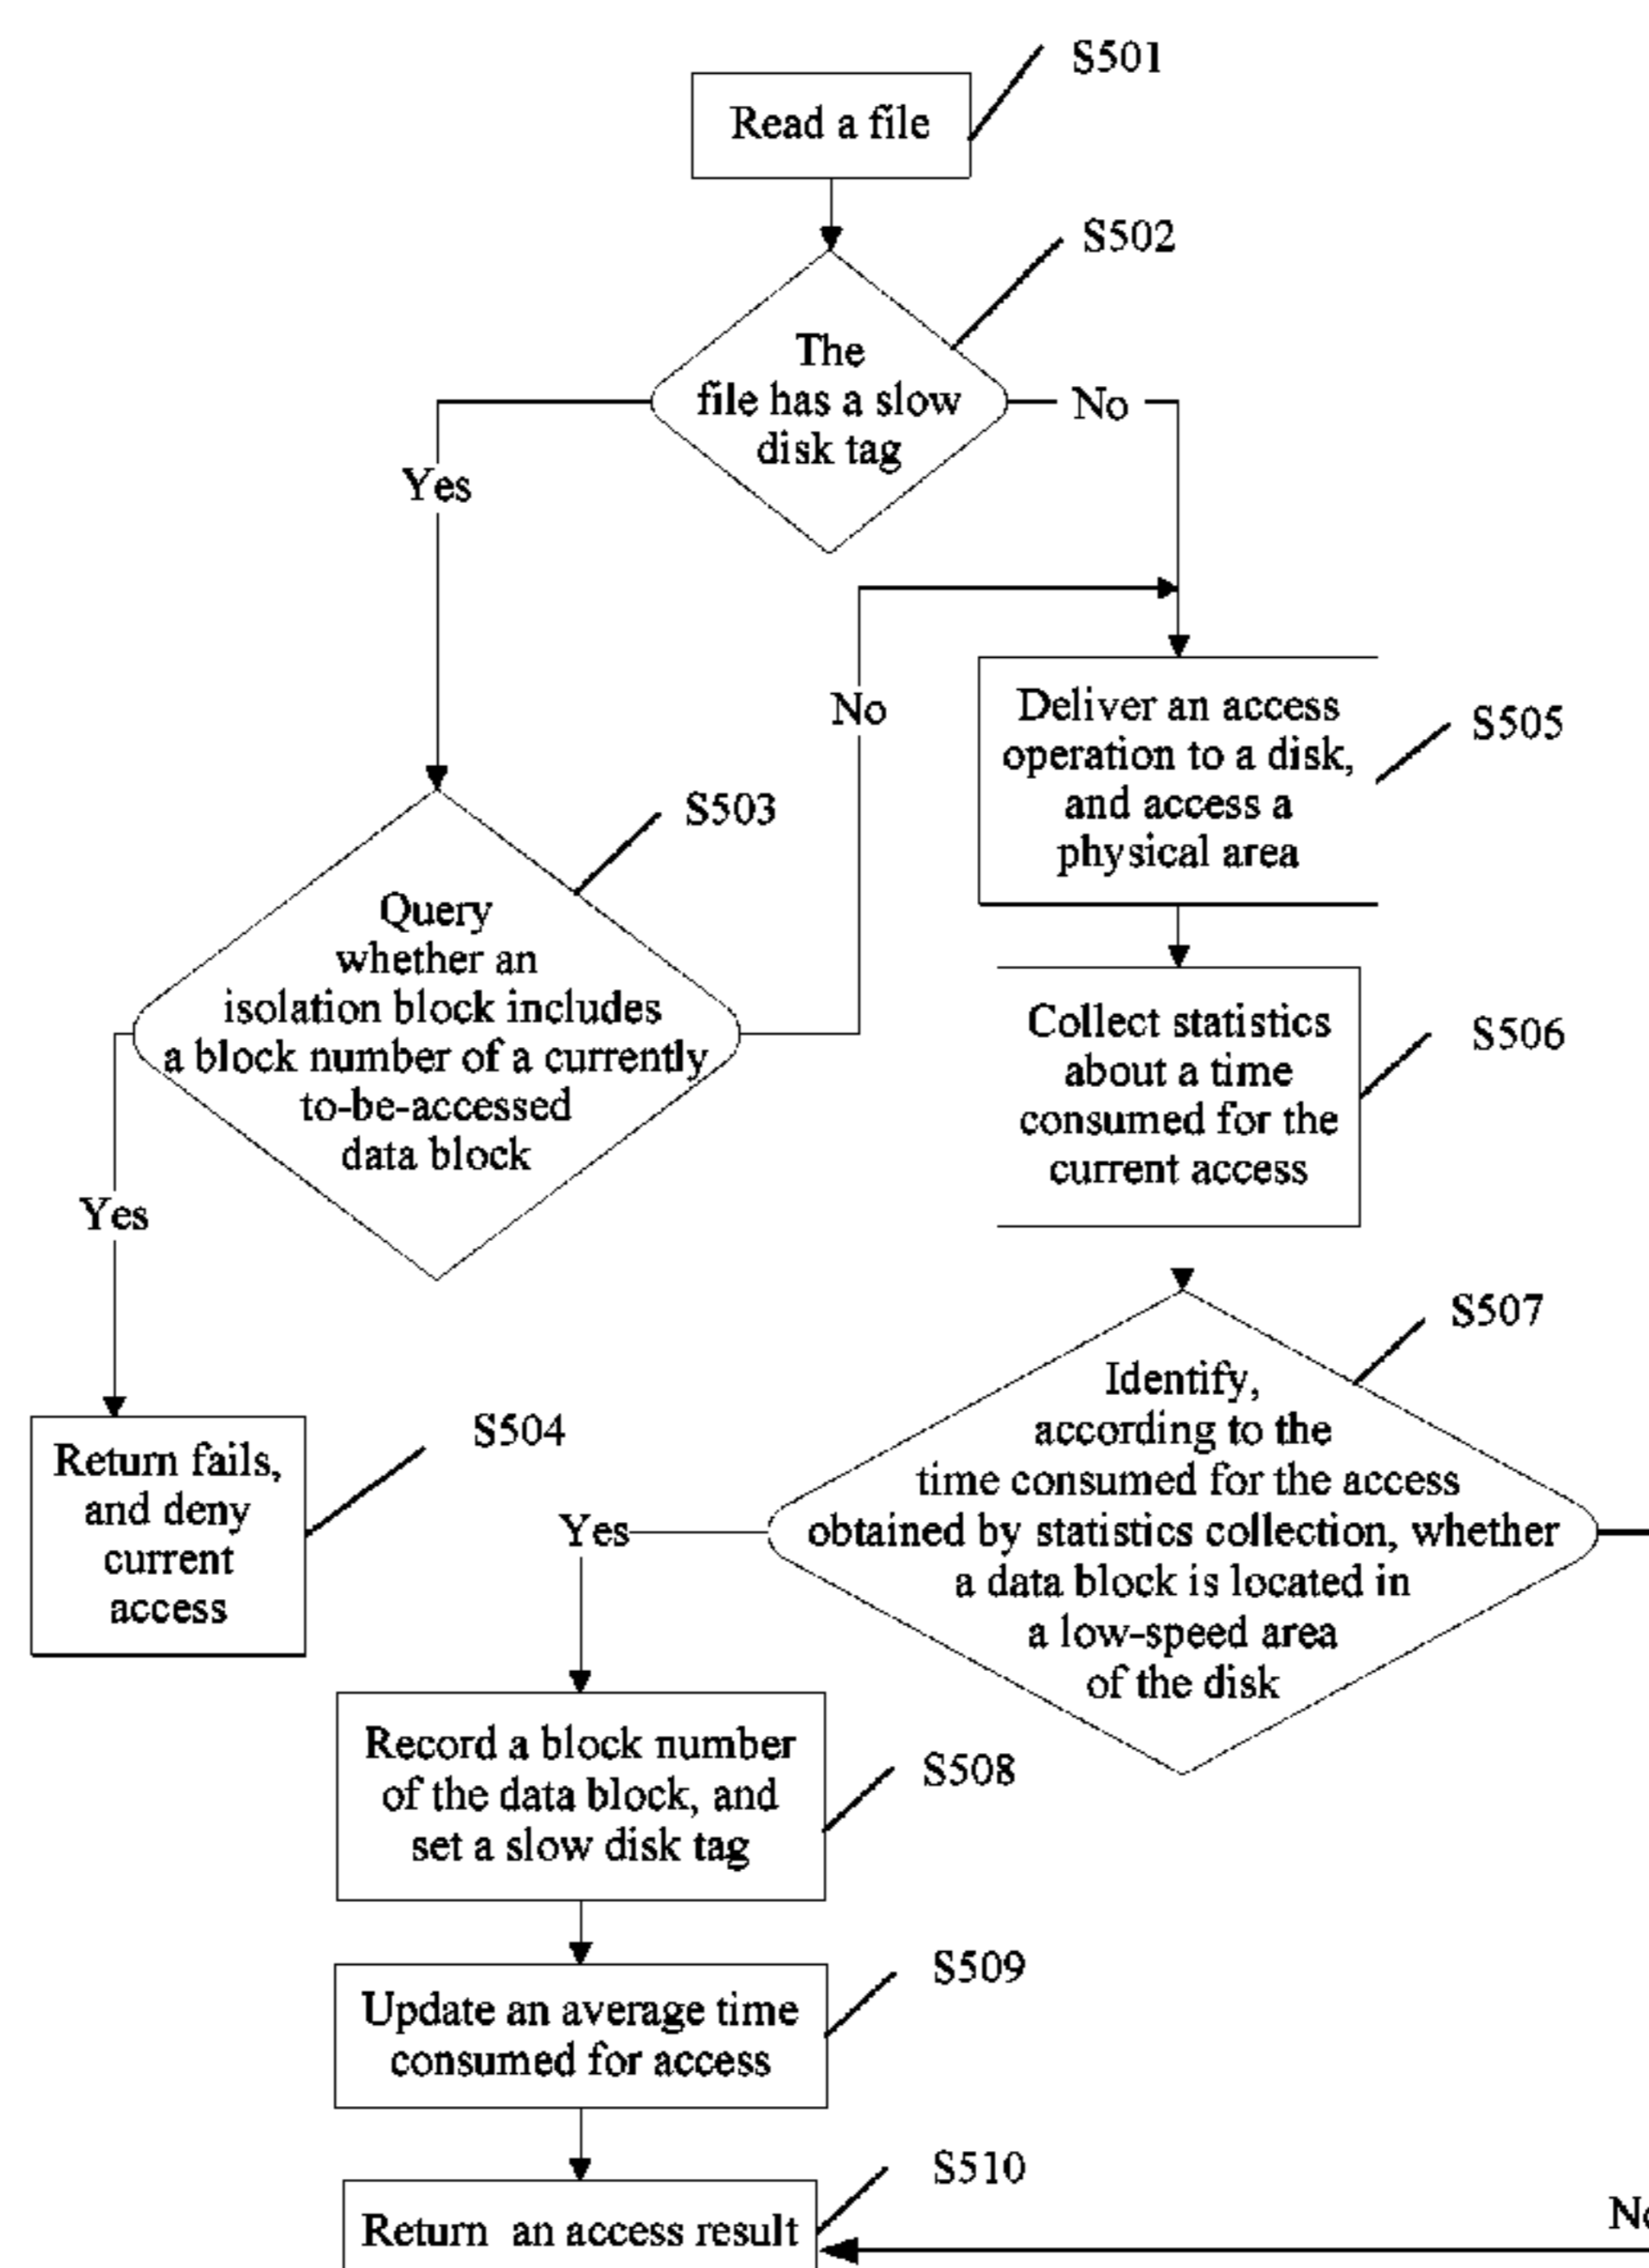 S501
Read a file
S502
The
file has a slow
disk tag
No
Yes
No
Deliver an access
operation to a disk,
and access a
physical area
S505
S503
Query
whether an
isolation block includes
a block number of a currently
to-be-accessed
data block
Collect statistics
about a time
consumed for the
current access
S506
Yes
S507
Identify,
according to the
time consumed for the access
obtained by statistics collection, whether
a data block is located in
a low-speed area
of the disk
S504
Return fails,
and deny
current
access
Yes
Record a block number
of the data block, and
set a slow disk tag
S508
S509
Update an average time
consumed for access
S510
Return an access result
No